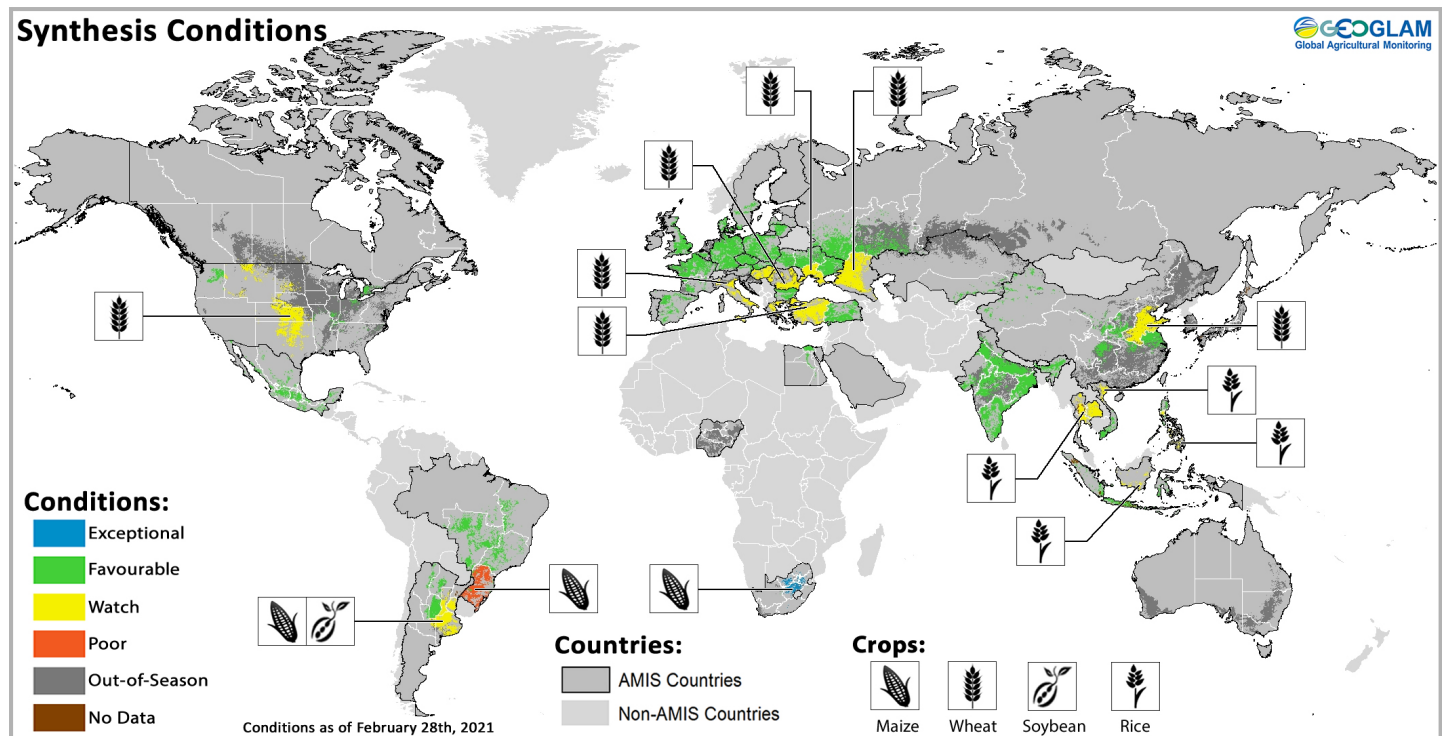 Synthesis Conditions
GEOGLAM
Global Agricultural Monitoring
Conditions:
Exceptional
Favourable
Watch
Poor
Out-of-Season
No Data
Conditions as of February 28th, 2021
Countries:
AMIS Countries
Non-AMIS Countries
Crops:
Maize
Wheat
Soybean
Rice